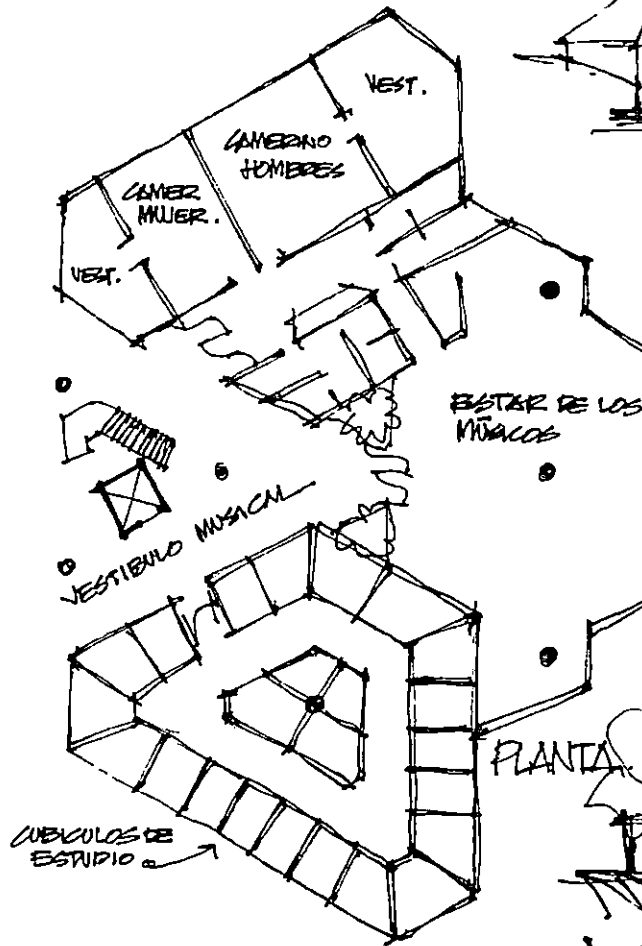 VEST.
CAMERINO
HOMBRES
CAMER
MUJER.
VEST.
ESTAR DE LOS
MÚSICOS
VESTIBULO MUSICAL
PLANTA.
CUBICULOS DE
ESTUDIO